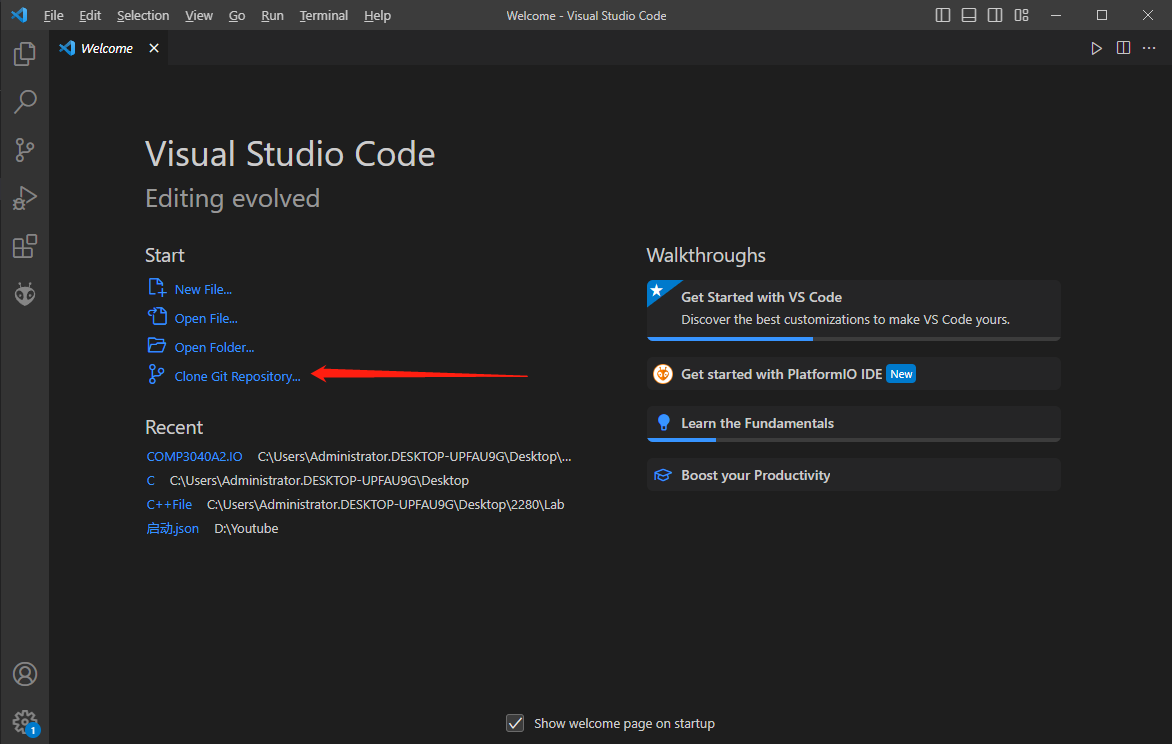 File Edit Selection View Go Run Terminal Help Welcome - Visual Studio Code
Welcome
Visual Studio Code
Editing evolved
Start
New File...
Open File...
Open Folder...
Clone Git Repository...
Recent
COMP3040A2.IO C:\Users\Administrator.DESKTOP-UPFAU9G\Desktop\...
C C:\Users\Administrator.DESKTOP-UPFAU9G\Desktop
C++File C:\Users\Administrator.DESKTOP-UPFAU9G\Desktop\2280\Lab
启动.json D:\Youtube
Walkthroughs
Get Started with VS Code
Discover the best customizations to make VS Code yours.
Get started with PlatformIO IDE New
Learn the Fundamentals
Boost your Productivity
1
Show welcome page on startup